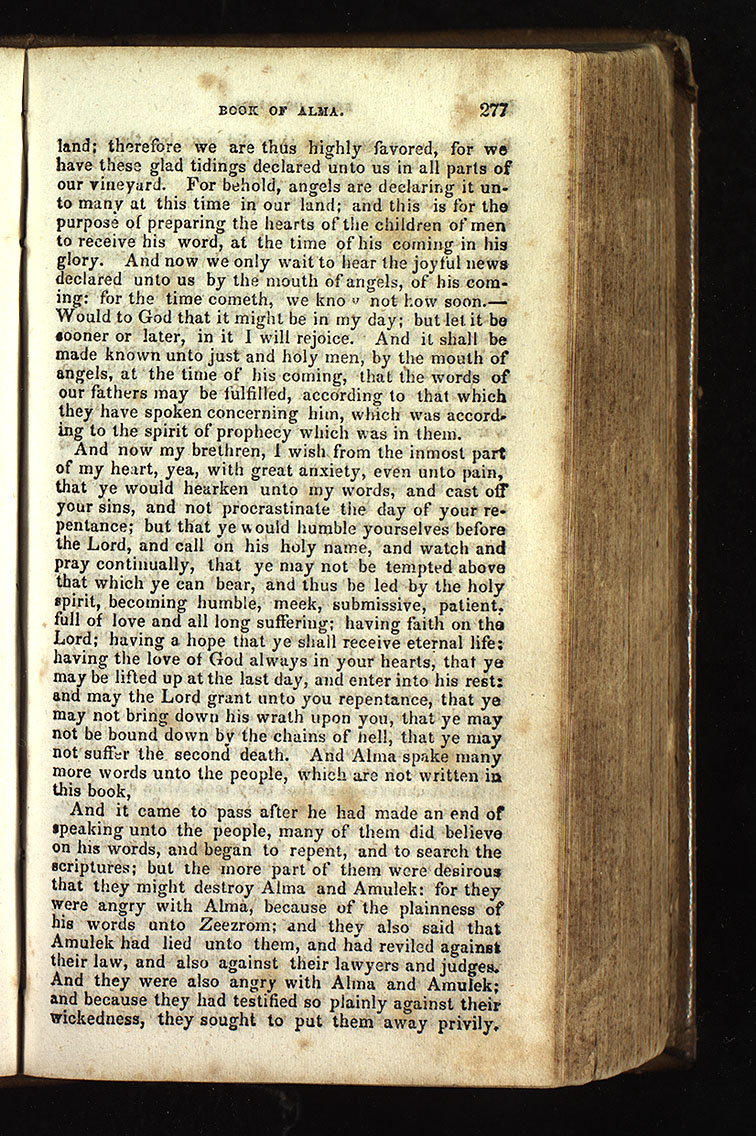 BOOK OF ALMA. 277
land; therefore we are thus highly favored, for we
have these glad tidings declared unto us in all parts of
our vineyard. For behold, angels are declaring it un-
to many at this time in our land; and this is for the
purpose of preparing the hearts of the children of men
to receive his word, at the time of his coming in his
glory. And now we only wait to hear the joyful news
declared unto us by the mouth of angels, of his com-
ing: for the time cometh, we know not how soon.—
Would to God that it might be in my day; but let it be
sooner or later, in it I will rejoice. And it shall be
made known unto just and holy men, by the mouth of
angels, at the time of his coming, that the words of
our fathers may be fulfilled, according to that which
they have spoken concerning him, which was accord-
ing to the spirit of prophecy which was in them.
And now my brethren, I wish from the inmost part
of my heart, yea, with great anxiety, even unto pain,
that ye would hearken unto my words, and cast off
your sins, and not procrastinate the day of your re-
pentance; but that ye would humble yourselves before
the Lord, and call on his holy name, and watch and
pray continually, that ye may not be tempted above
that which ye can bear, and thus be led by the holy
spirit, becoming humble, meek, submissive, patient,
full of love and all long suffering; having faith on the
Lord; having a hope that ye shall receive eternal life:
having the love of God always in your hearts, that ye
may be lifted up at the last day, and enter into his rest:
and may the Lord grant unto you repentance, that ye
may not bring down his wrath upon you, that ye may
not be bound down by the chains of hell, that ye may
not suffer the second death. And Alma spake many
more words unto the people, which are not written in
this book,
And it came to pass after he had made an end of
speaking unto the people, many of them did believe
on his words, and began to repent, and to search the
scriptures; but the more part of them were desirous
that they might destroy Alma and Amulek: for they
were angry with Alma, because of the plainness of
his words unto Zeezrom; and they also said that
Amulek had lied unto them, and had reviled against
their law, and also against their lawyers and judges.
And they were also angry with Alma and Amulek;
and because they had testified so plainly against their
wickedness, they sought to put them away privily.